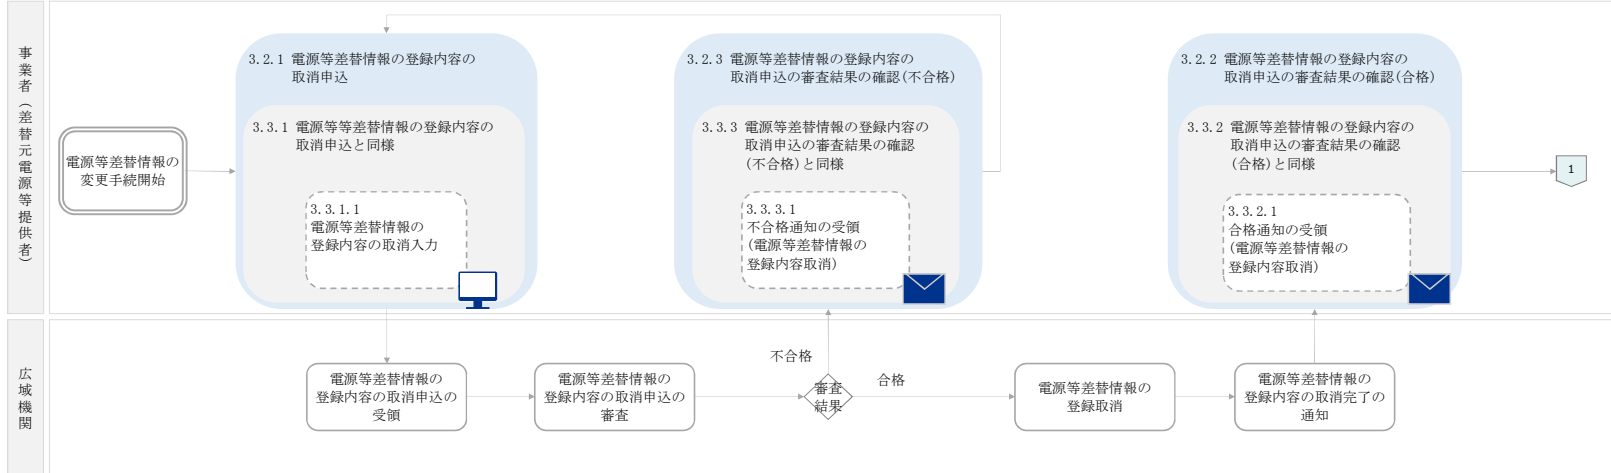 事業者（差替元電源等提供者）
電源等差替情報の
変更手続開始
3.2.1 電源等差替情報の登録内容の
取消申込
3.3.1 電源等等差替情報の登録内容の
取消申込と同様
3.3.1.1
電源等差替情報の
登録内容の取消入力
3.2.3 電源等差替情報の登録内容の
取消申込の審査結果の確認(不合格)
3.3.3 電源等差替情報の登録内容の
取消申込の審査結果の確認
(不合格)と同様
3.3.3.1
不合格通知の受領
(電源等差替情報の
登録内容取消)
3.2.2 電源等差替情報の登録内容の
取消申込の審査結果の確認(合格)
3.3.2 電源等差替情報の登録内容の
取消申込の審査結果の確認
(合格)と同様
3.3.2.1
合格通知の受領
(電源等差替情報の
登録内容取消)
1
広域機関
電源等差替情報の
登録内容の取消申込の
受領
電源等差替情報の
登録内容の取消申込の
審査
審査
結果
不合格
合格
電源等差替情報の
登録取消
電源等差替情報の
登録内容の取消完了の
通知